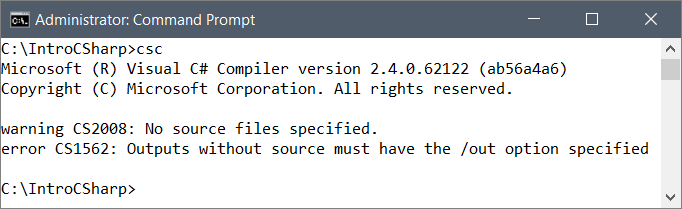 Administrator: Command Prompt
C:\IntroCSharp>csc
Microsoft (R) Visual C# Compiler version 2.4.0.62122 (ab56a4a6)
Copyright (C) Microsoft Corporation. All rights reserved.
warning CS2008: No source files specified.
error CS1562: Outputs without source must have the /out option specified
C:\IntroCSharp>